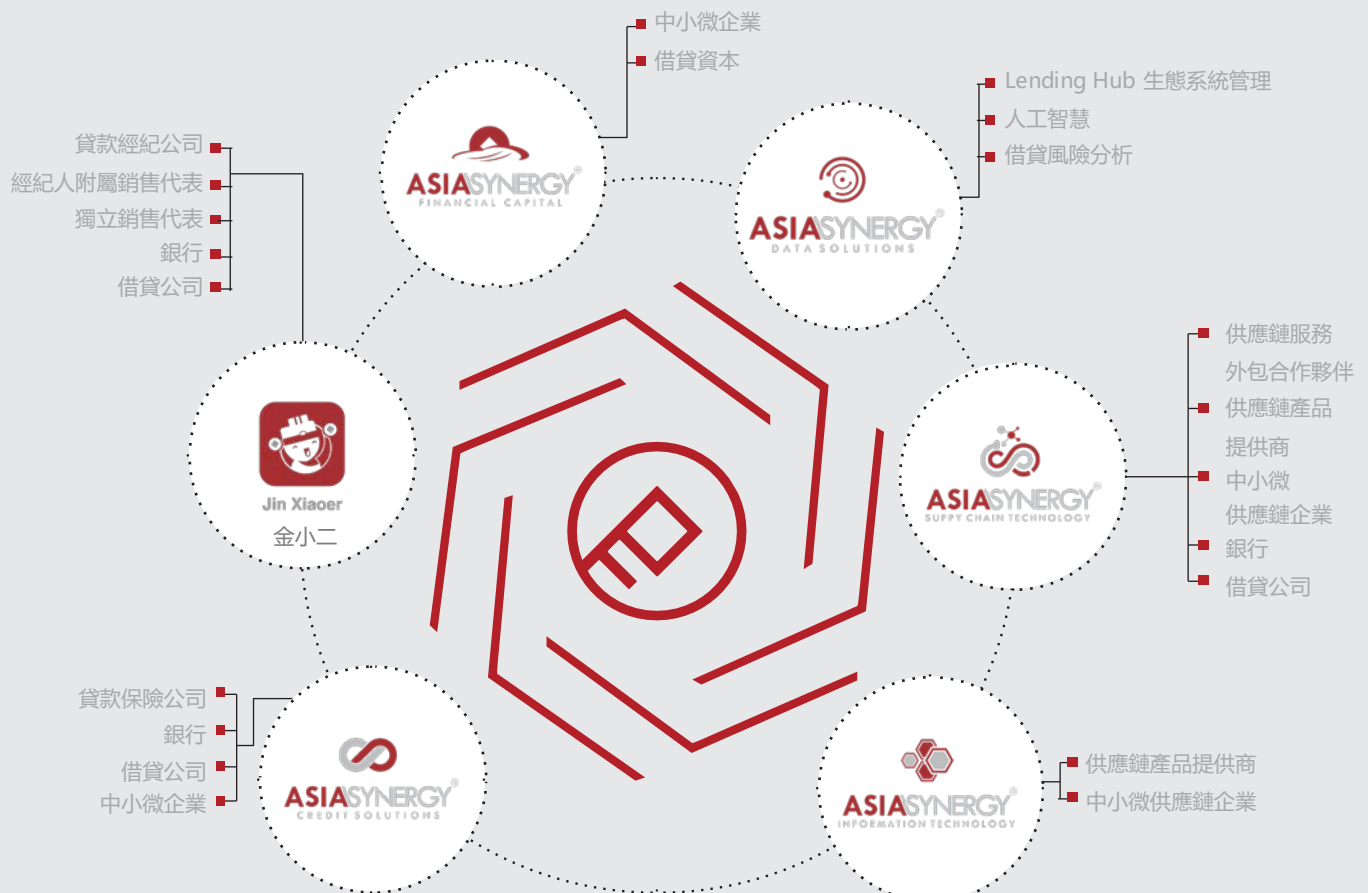 中小微企業
借貸資本
ASIASYNERGY®
FINANCIAL CAPITAL
Lending Hub 生態系統管理
人工智慧
借貸風險分析
ASIASYNERGY®
DATA SOLUTIONS
貸款經紀公司
經紀人附屬銷售代表
獨立銷售代表
銀行
借貸公司
Jin Xiaoer
金小二
供應鏈服務
外包合作夥伴
供應鏈產品
提供商
中小微
供應鏈企業
銀行
借貸公司
ASIASYNERGY®
SUPPY CHAIN TECHNOLOGY
貸款保險公司
銀行
借貸公司
中小微企業
ASIASYNERGY®
CREDIT SOLUTIONS
供應鏈產品提供商
中小微供應鏈企業
ASIASYNERGY®
INFORMATION TECHNOLOGY